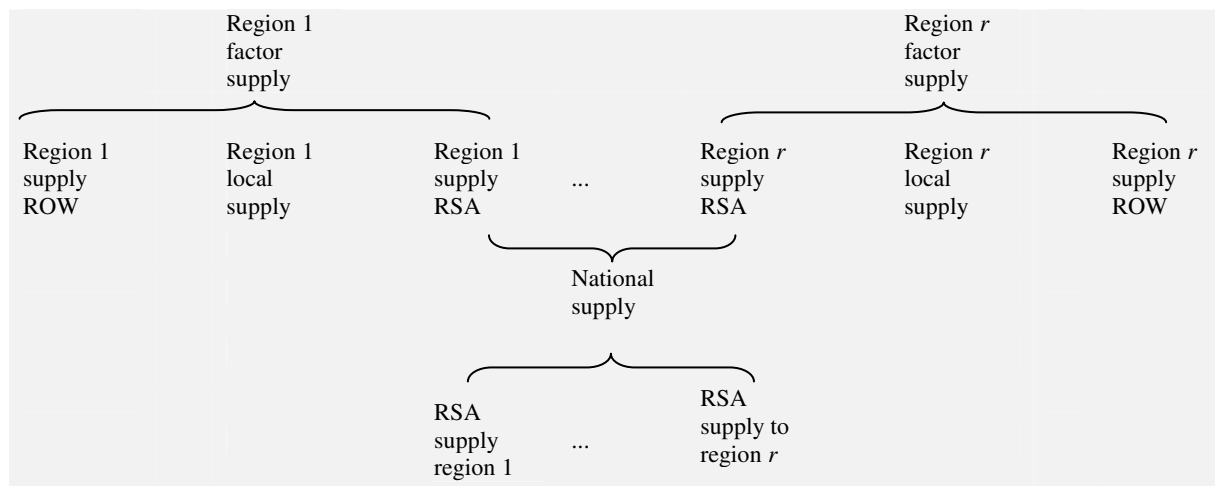 Region 1
factor
supply
Region r
factor
supply
Region 1
supply
ROW
Region 1
local
supply
Region 1
supply
RSA
...
Region r
supply
RSA
Region r
local
supply
Region r
supply
ROW
National
supply
RSA
supply
region 1
...
RSA
supply to
region r